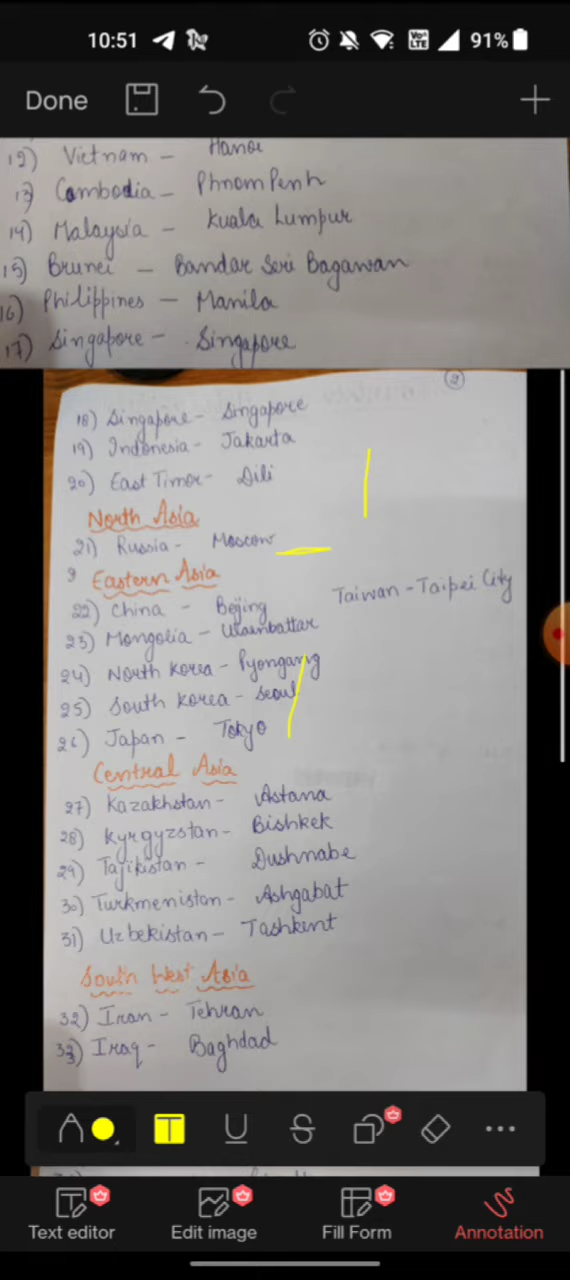 10:51 Vo) LTE 91%
Done
12) Vietnam - Hanoi
13) Cambodia - Phnom Penh
14) Malaysia - Kuala Lumpur
15) Brunei - Bandar Seri Bagawan
16) Philippines - Manila
17) Singapore - Singapore
2
18) Singapore - Singapore
19) Indonesia - Jakarta
20) East Timor - Dili
North Asia
21) Russia - Moscow
Eastern Asia
22) China - Beijing Taiwan - Taipei City
23) Mongolia - Ulaanbattar
24) North Korea - Pyongang
25) South Korea - Seoul
26) Japan - Tokyo
Central Asia
27) Kazakhstan - Astana
28) Kyrgyzstan - Bishkek
29) Tajikistan - Dushnabe
30) Turkmenistan - Ashgabat
31) Uzbekistan - Tashkent
South West Asia
32) Iran - Tehran
33) Iraq - Baghdad
Text editor Edit image Fill Form Annotation